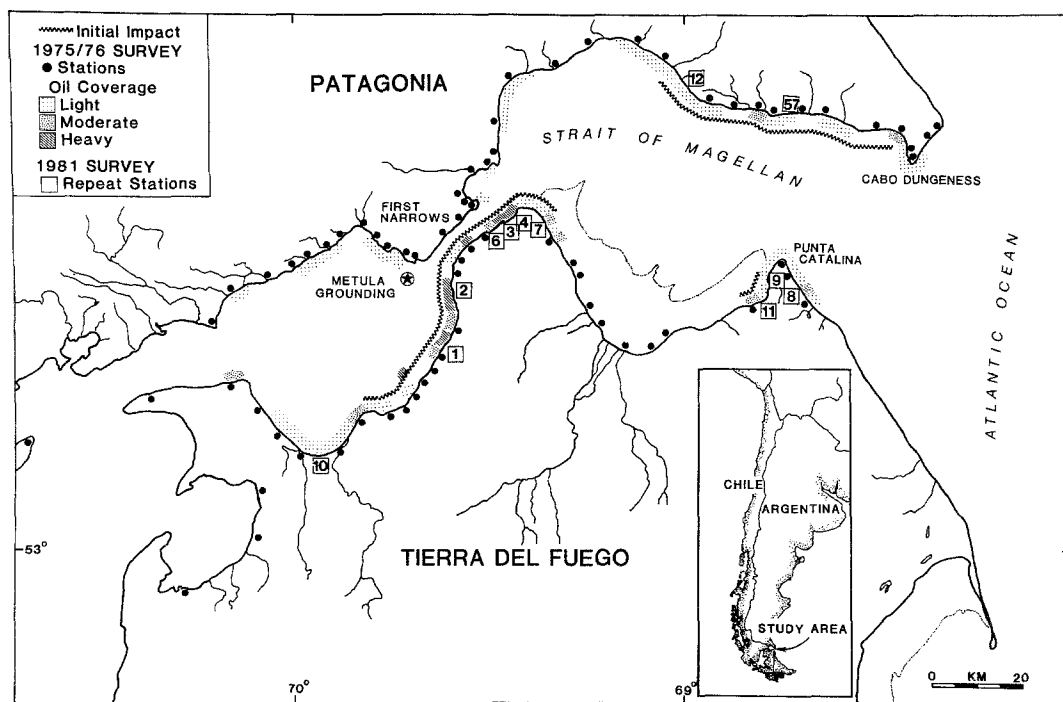 Initial Impact
1975/76 SURVEY
Stations
Oil Coverage
Light
Moderate
Heavy
1981 SURVEY
Repeat Stations
PATAGONIA
12
57
STRAIT OF MAGELLAN
CABO DUNGENESS
FIRST
NARROWS
METULA
GROUNDING
6
3
4
7
2
1
10
PUNTA
CATALINA
9
8
11
ATLANTIC OCEAN
53°
TIERRA DEL FUEGO
CHILE
ARGENTINA
STUDY AREA
0 KM 20
70°
69°